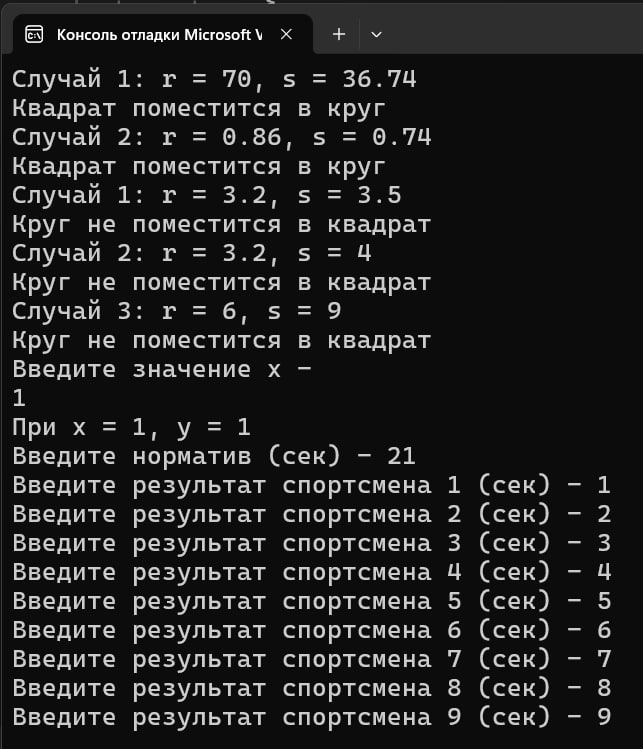 Консоль отладки Microsoft V
Случай 1: r = 70, s = 36.74
Квадрат поместится в круг
Случай 2: r = 0.86, s = 0.74
Квадрат поместится в круг
Случай 1: r = 3.2, s = 3.5
Круг не поместится в квадрат
Случай 2: r = 3.2, s = 4
Круг не поместится в квадрат
Случай 3: r = 6, s = 9
Круг не поместится в квадрат
Введите значение x –
1
При x = 1, y = 1
Введите норматив (сек) – 21
Введите результат спортсмена 1 (сек) – 1
Введите результат спортсмена 2 (сек) – 2
Введите результат спортсмена 3 (сек) – 3
Введите результат спортсмена 4 (сек) – 4
Введите результат спортсмена 5 (сек) – 5
Введите результат спортсмена 6 (сек) – 6
Введите результат спортсмена 7 (сек) – 7
Введите результат спортсмена 8 (сек) – 8
Введите результат спортсмена 9 (сек) – 9